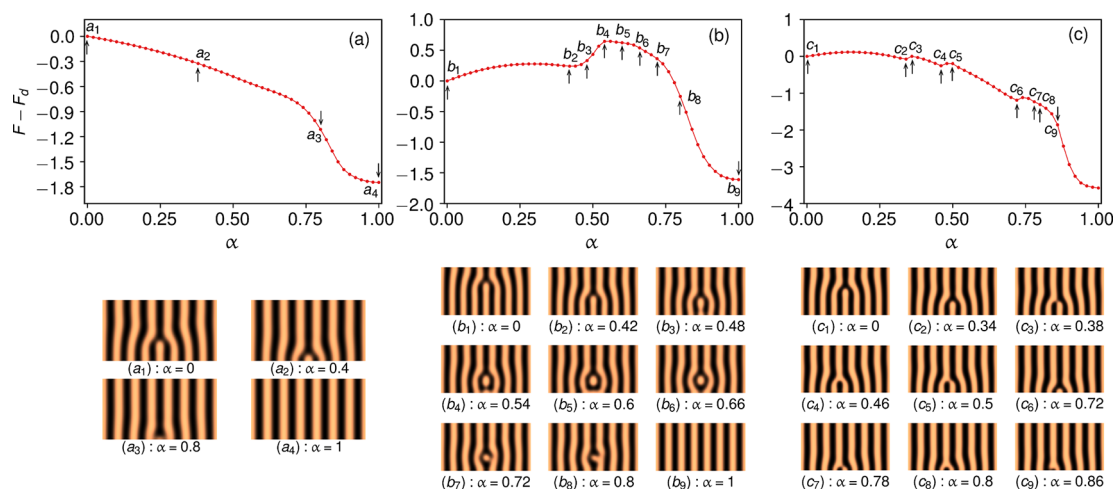 (a)
a1
a2
a3
a4
0.0
−0.3
−0.6
−0.9
−1.2
−1.5
−1.8
F − Fd
0.00 0.25 0.50 0.75 1.00
α
(b)
b1
b2
b3
b4
b5
b6
b7
b8
b9
1.0
0.5
0.0
−0.5
−1.0
−1.5
−2.0
0.00 0.25 0.50 0.75 1.00
α
(c)
c1
c2
c3
c4
c5
c6
c7
c8
c9
1
0
−1
−2
−3
−4
0.00 0.25 0.50 0.75 1.00
α
(a1) : α = 0
(a2) : α = 0.4
(a3) : α = 0.8
(a4) : α = 1
(b1) : α = 0
(b2) : α = 0.42
(b3) : α = 0.48
(b4) : α = 0.54
(b5) : α = 0.6
(b6) : α = 0.66
(b7) : α = 0.72
(b8) : α = 0.8
(b9) : α = 1
(c1) : α = 0
(c2) : α = 0.34
(c3) : α = 0.38
(c4) : α = 0.46
(c5) : α = 0.5
(c6) : α = 0.72
(c7) : α = 0.78
(c8) : α = 0.8
(c9) : α = 0.86